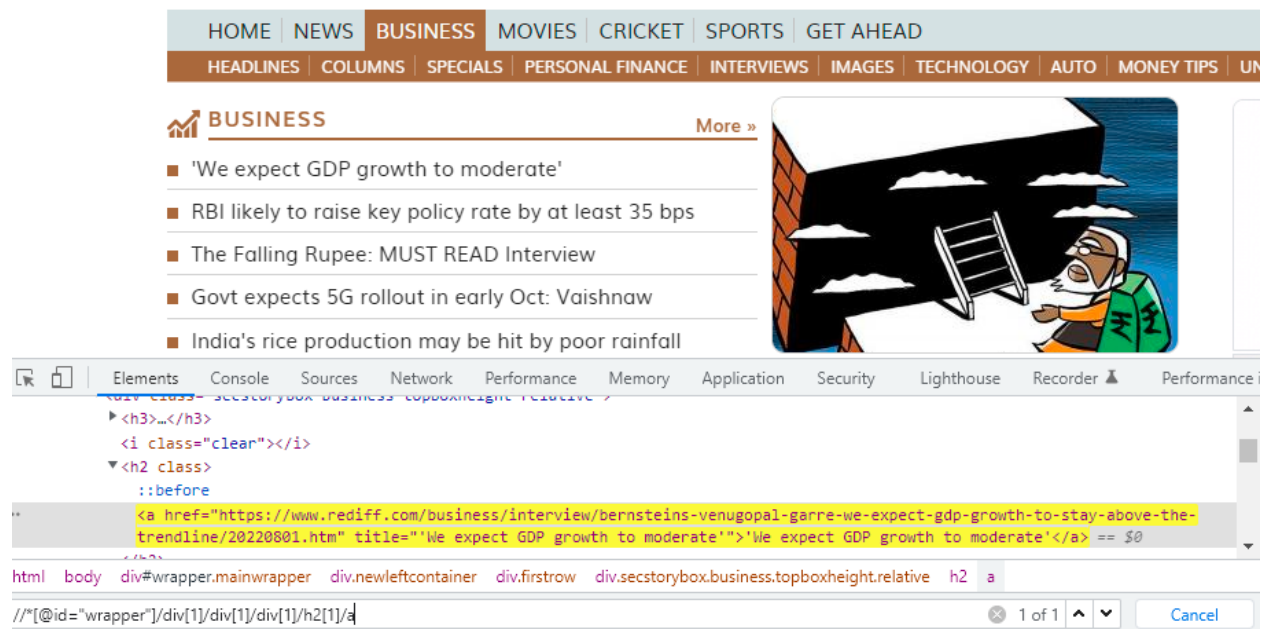 HOME NEWS BUSINESS MOVIES CRICKET SPORTS GET AHEAD
HEADLINES COLUMNS SPECIALS PERSONAL FINANCE INTERVIEWS IMAGES TECHNOLOGY AUTO MONEY TIPS
BUSINESS More »
'We expect GDP growth to moderate'
RBI likely to raise key policy rate by at least 35 bps
The Falling Rupee: MUST READ Interview
Govt expects 5G rollout in early Oct: Vaishnaw
India's rice production may be hit by poor rainfall
Elements Console Sources Network Performance Memory Application Security Lighthouse Recorder Performance
<h3>…</h3>
<i class="clear"></i>
<h2 class>
::before
<a href="https://www.rediff.com/business/interview/bernsteins-venugopal-garre-we-expect-gdp-growth-to-stay-above-the-
trendline/20220801.htm" title="'We expect GDP growth to moderate'">'We expect GDP growth to moderate'</a> == $0
html body div#wrapper.mainwrapper div.newleftcontainer div.firstrow div.secstorybox.business.topboxheight.relative h2 a
//*[@id="wrapper"]/div[1]/div[1]/div[1]/h2[1]/a 1 of 1 Cancel